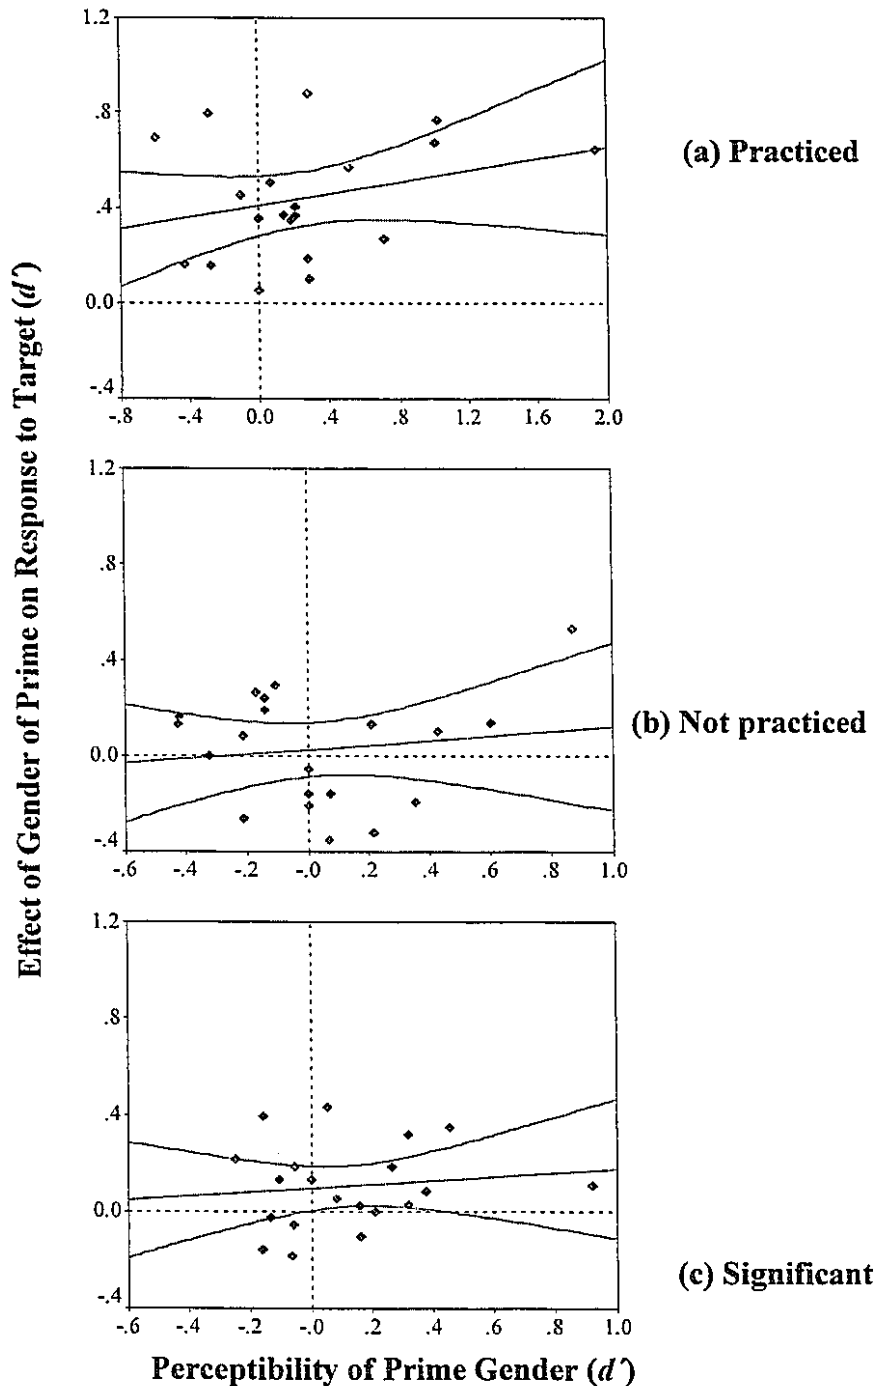 Effect of Gender of Prime on Response to Target (d′)
1.2
.8
.4
0.0
-.4
-.8 -.4 0.0 .4 .8 1.2 1.6 2.0
(a) Practiced
1.2
.8
.4
0.0
-.4
-.6 -.4 -.2 -.0 .2 .4 .6 .8 1.0
(b) Not practiced
1.2
.8
.4
0.0
-.4
-.6 -.4 -.2 -.0 .2 .4 .6 .8 1.0
(c) Significant
Perceptibility of Prime Gender (d′)